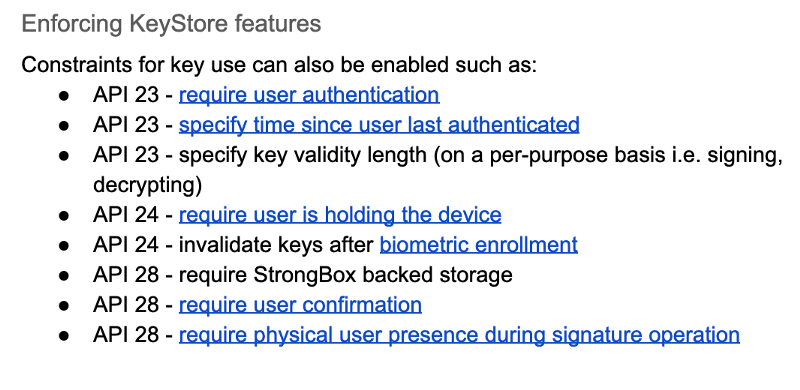 Enforcing KeyStore features
Constraints for key use can also be enabled such as:
● API 23 - require user authentication
● API 23 - specify time since user last authenticated
● API 23 - specify key validity length (on a per-purpose basis i.e. signing,
decrypting)
● API 24 - require user is holding the device
● API 24 - invalidate keys after biometric enrollment
● API 28 - require StrongBox backed storage
● API 28 - require user confirmation
● API 28 - require physical user presence during signature operation